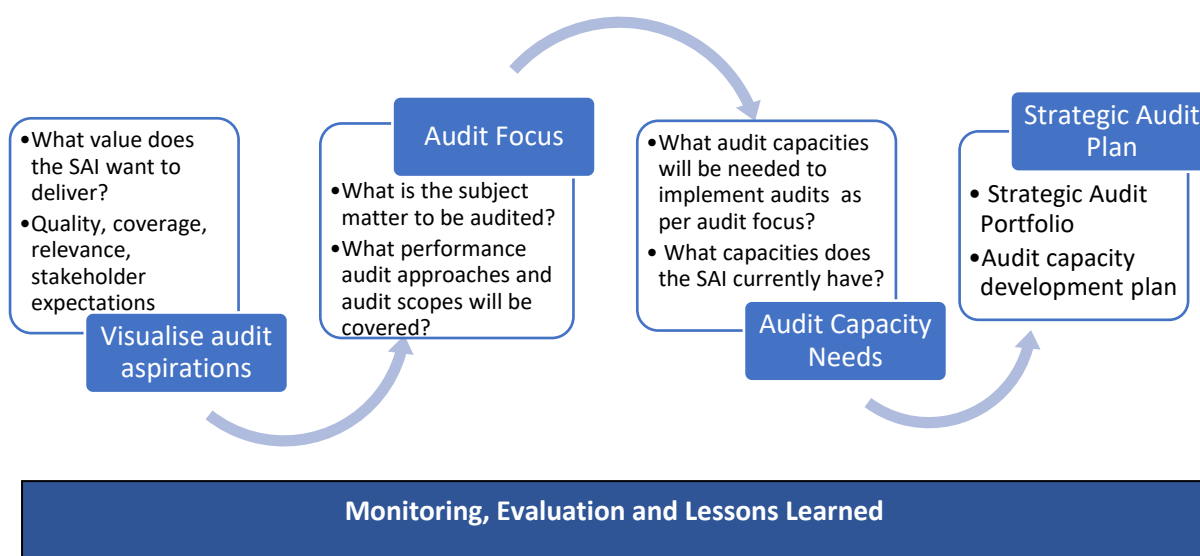 •What value does
the SAI want to
deliver?
•Quality, coverage,
relevance,
stakeholder
expectations
Visualise audit
aspirations
Audit Focus
•What is the subject
matter to be audited?
•What performance
audit approaches and
audit scopes will be
covered?
•What audit capacities
will be needed to
implement audits as
per audit focus?
• What capacities does
the SAI currently have?
Audit Capacity
Needs
Strategic Audit
Plan
• Strategic Audit
Portfolio
•Audit capacity
development plan
Monitoring, Evaluation and Lessons Learned